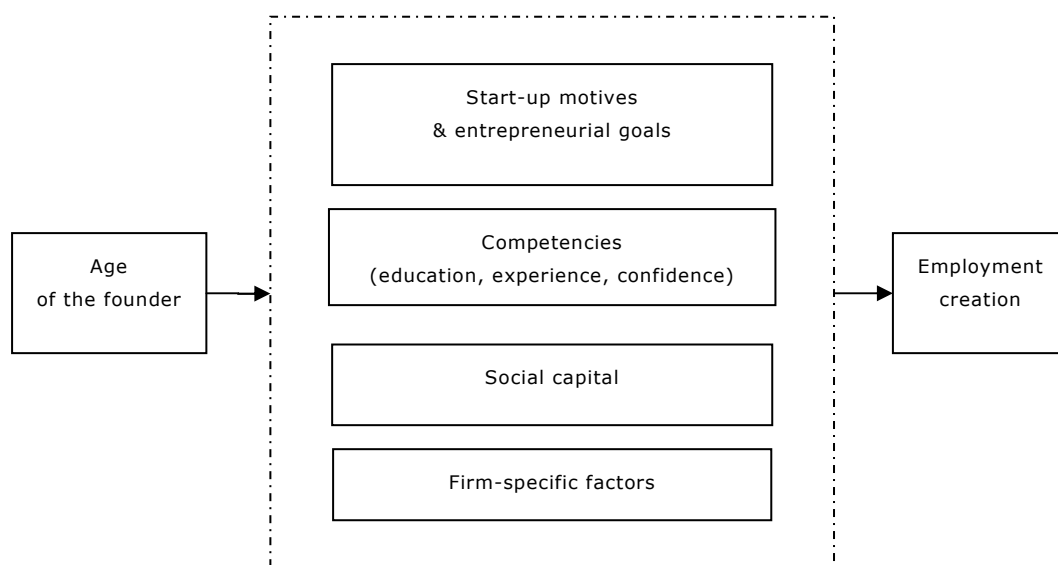 Start-up motives
& entrepreneurial goals
Competencies
(education, experience, confidence)
Age
of the founder
Employment
creation
Social capital
Firm-specific factors